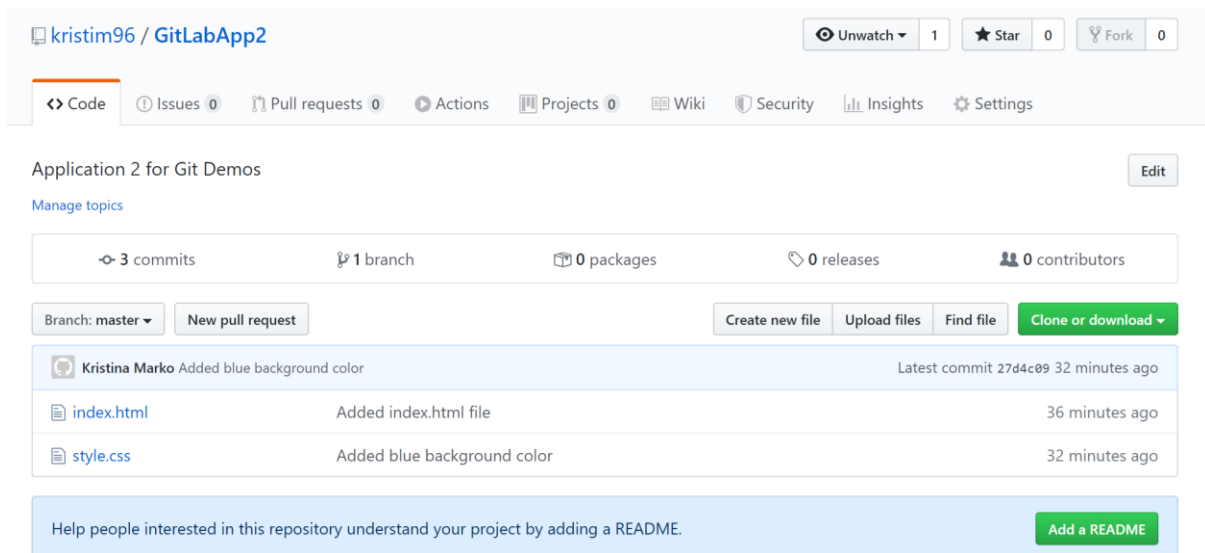 kristim96 / GitLabApp2 Unwatch 1 Star 0 Fork 0
Code Issues 0 Pull requests 0 Actions Projects 0 Wiki Security Insights Settings
Application 2 for Git Demos Edit
Manage topics
3 commits 1 branch 0 packages 0 releases 0 contributors
Branch: master New pull request Create new file Upload files Find file Clone or download
Kristina Marko Added blue background color Latest commit 27d4c09 32 minutes ago
index.html Added index.html file 36 minutes ago
style.css Added blue background color 32 minutes ago
Help people interested in this repository understand your project by adding a README. Add a README